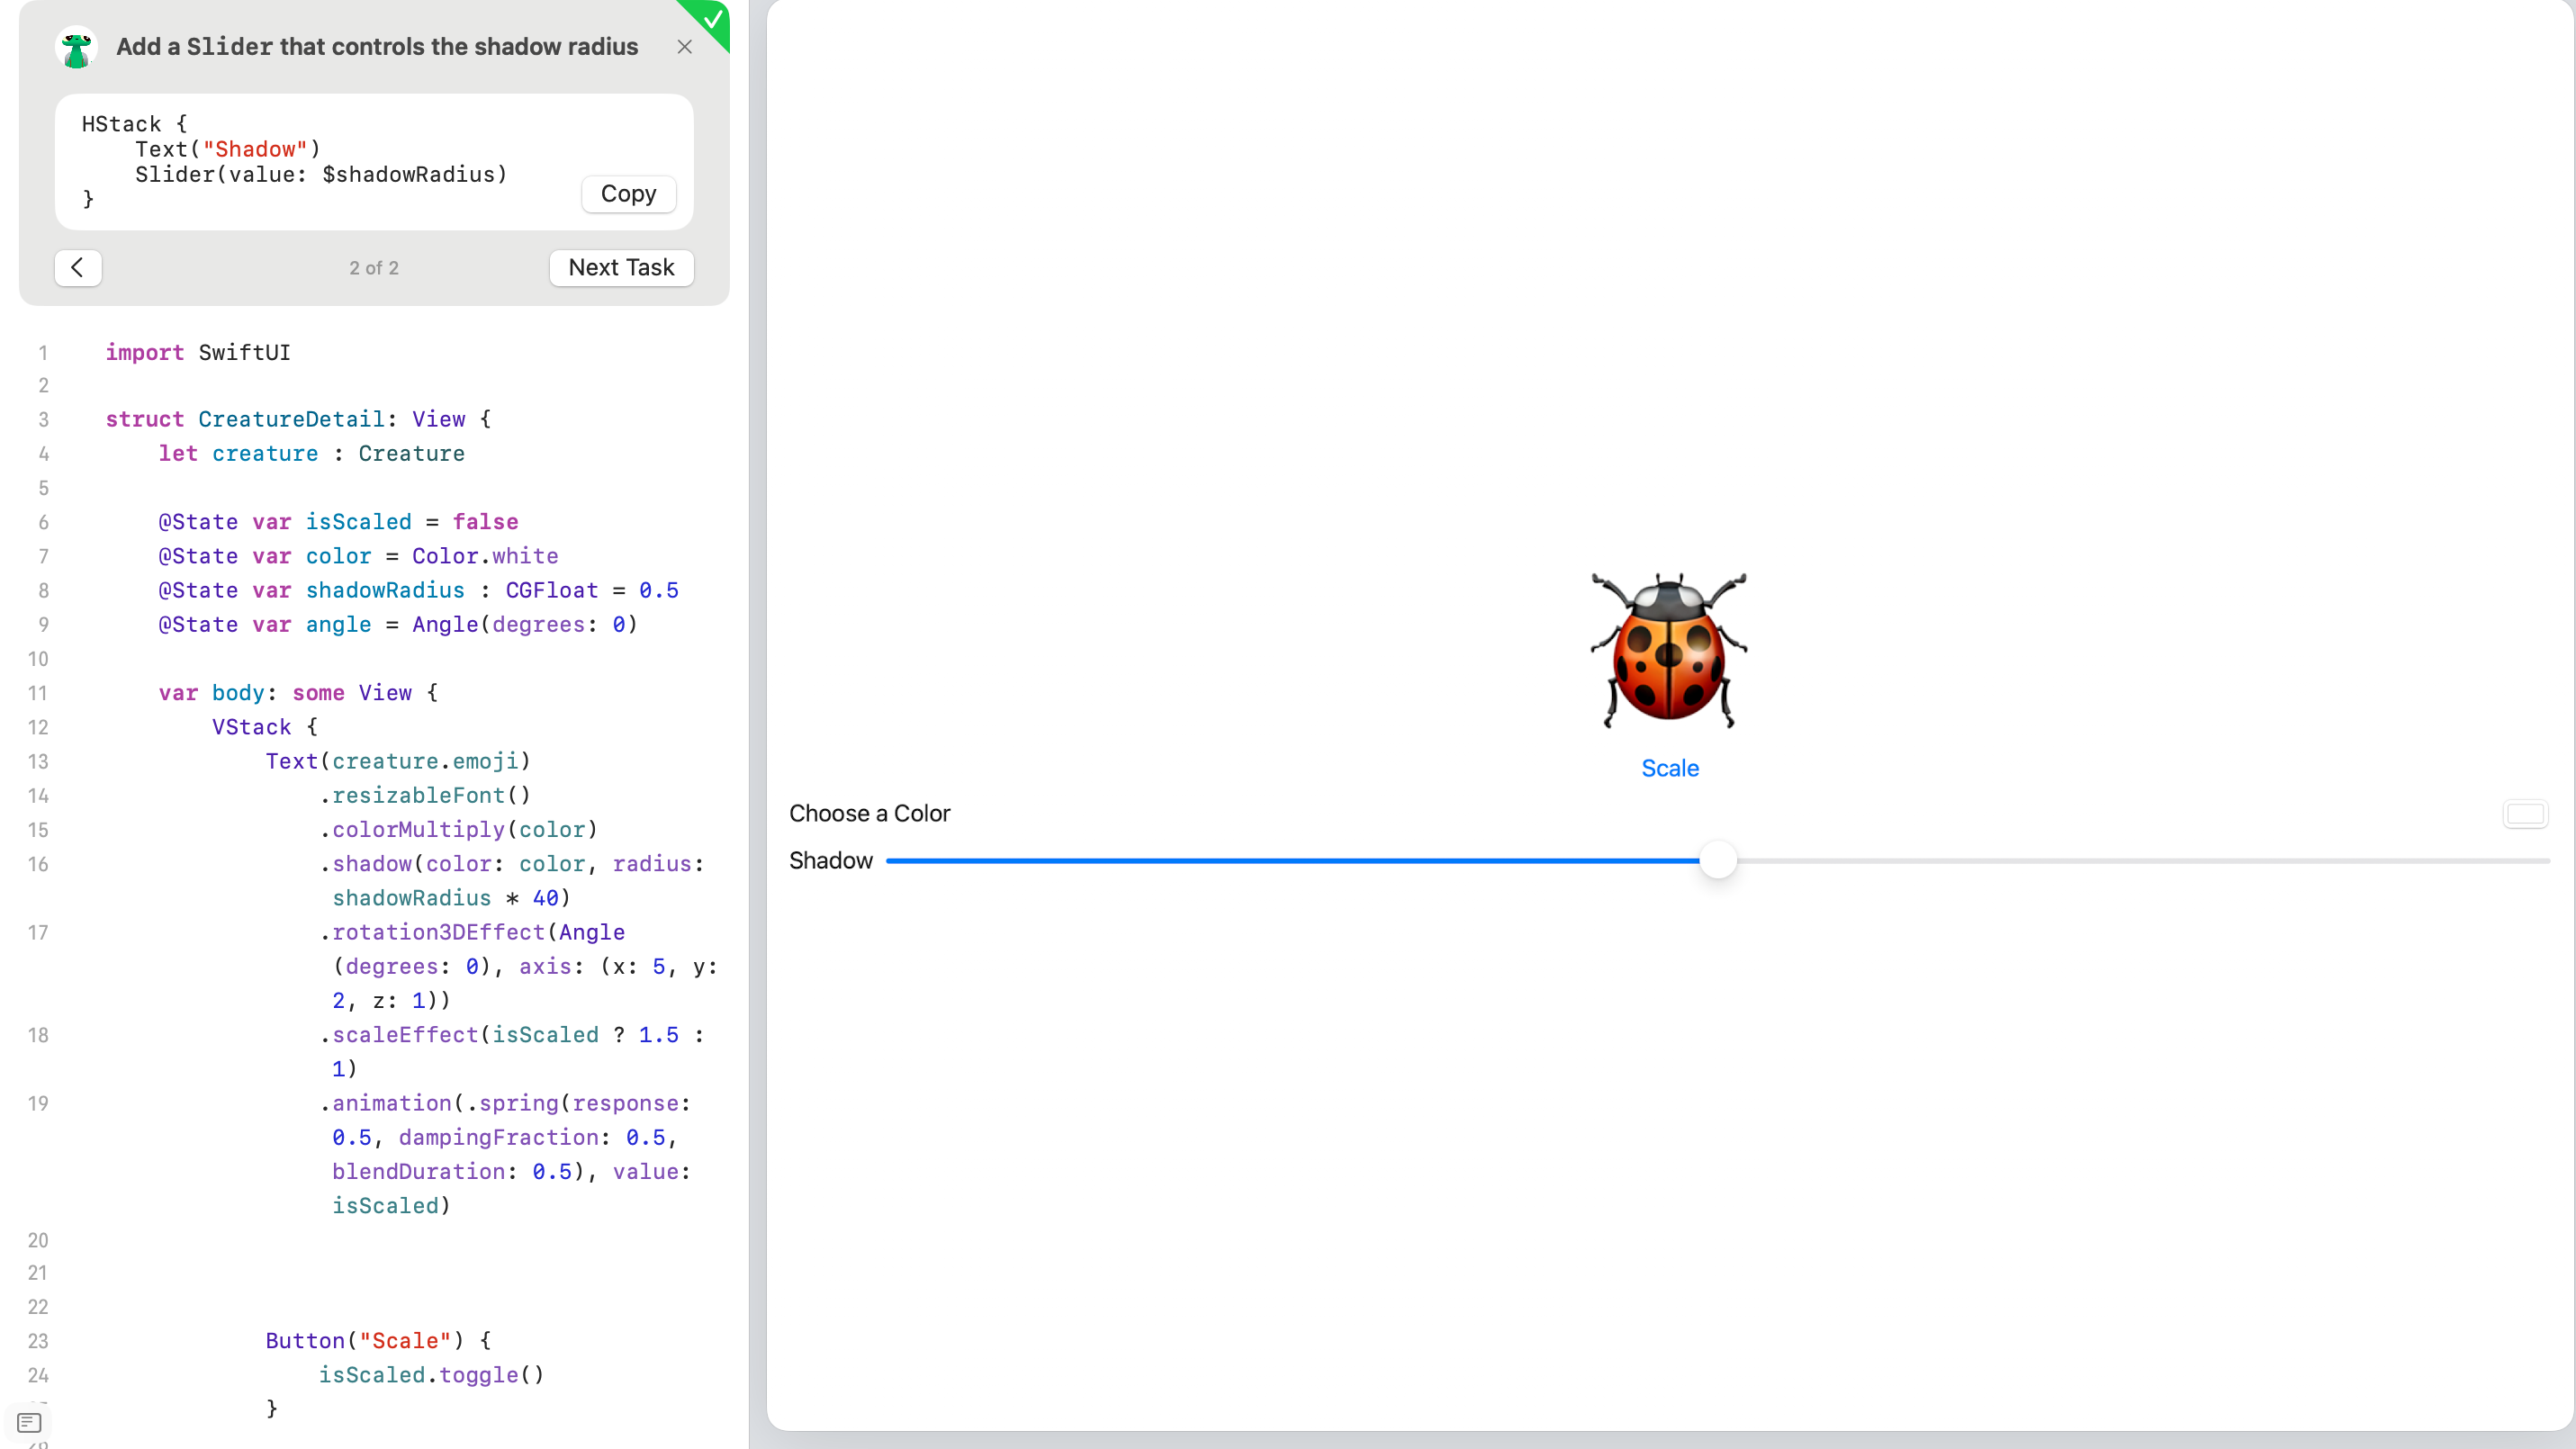 Add a Slider that controls the shadow radius
HStack {
    Text("Shadow")
    Slider(value: $shadowRadius)
}
Copy
2 of 2
Next Task
1 import SwiftUI
2
3 struct CreatureDetail: View {
4     let creature : Creature
5
6     @State var isScaled = false
7     @State var color = Color.white
8     @State var shadowRadius : CGFloat = 0.5
9     @State var angle = Angle(degrees: 0)
10
11     var body: some View {
12         VStack {
13             Text(creature.emoji)
14                 .resizableFont()
15                 .colorMultiply(color)
16                 .shadow(color: color, radius:
                     shadowRadius * 40)
17                 .rotation3DEffect(Angle
                     (degrees: 0), axis: (x: 5, y:
                     2, z: 1))
18                 .scaleEffect(isScaled ? 1.5 :
                     1)
19                 .animation(.spring(response:
                     0.5, dampingFraction: 0.5,
                     blendDuration: 0.5), value:
                     isScaled)
20
21
22
23             Button("Scale") {
24                 isScaled.toggle()
            }
Scale
Choose a Color
Shadow